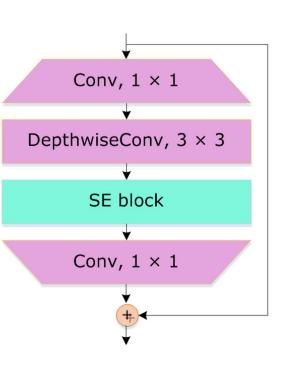 Conv, 1 × 1
DepthwiseConv, 3 × 3
SE block
Conv, 1 × 1
+